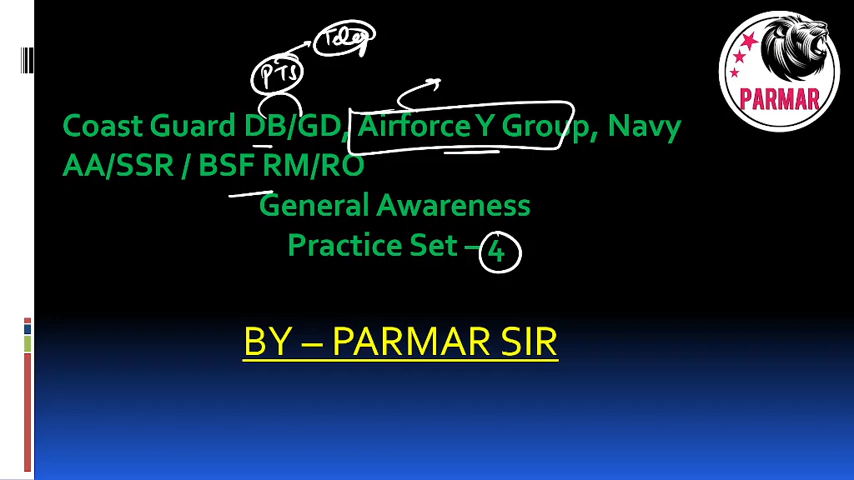 PTS
PARMAR
Coast Guard DB/GD, Airforce Y Group, Navy
AA/SSR / BSF RM/RO
General Awareness
Practice Set – 4
BY – PARMAR SIR